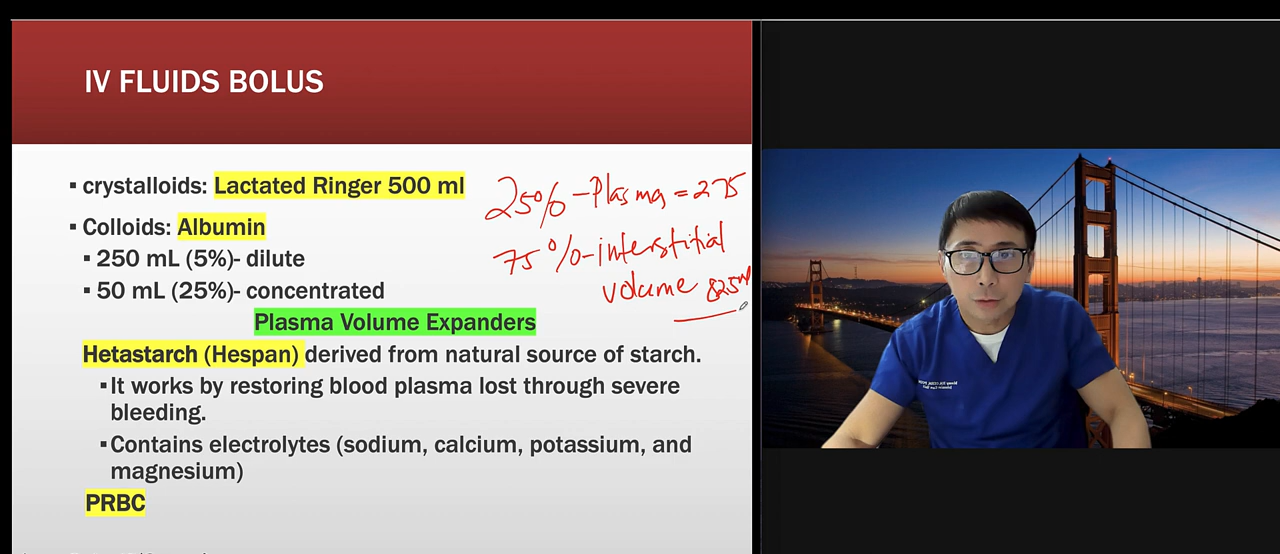 IV FLUIDS BOLUS
▪ crystalloids: Lactated Ringer 500 ml
25% - Plasma = 275
▪ Colloids: Albumin
▪ 250 mL (5%)- dilute
75% - interstitial
volume 825ml
▪ 50 mL (25%)- concentrated
Plasma Volume Expanders
Hetastarch (Hespan) derived from natural source of starch.
▪ It works by restoring blood plasma lost through severe
bleeding.
▪ Contains electrolytes (sodium, calcium, potassium, and
magnesium)
PRBC